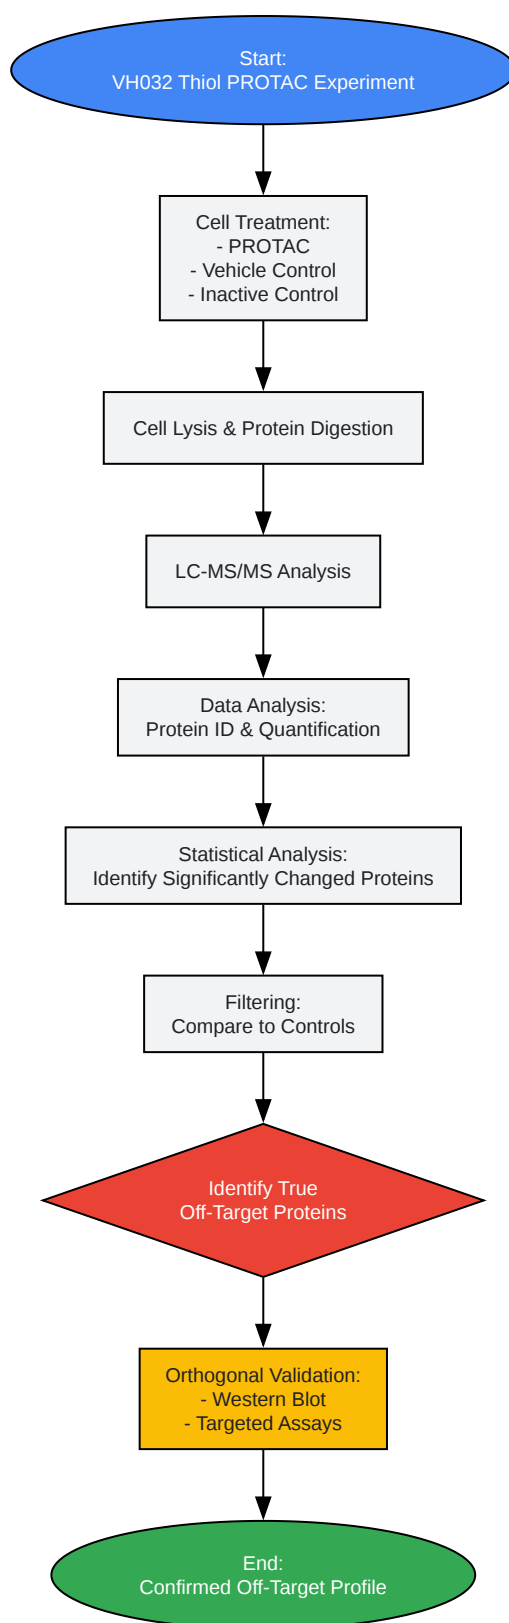 Start:
VH032 Thiol PROTAC Experiment
Cell Treatment:
- PROTAC
- Vehicle Control
- Inactive Control
Cell Lysis & Protein Digestion
LC-MS/MS Analysis
Data Analysis:
Protein ID & Quantification
Statistical Analysis:
Identify Significantly Changed Proteins
Filtering:
Compare to Controls
Identify True
Off-Target Proteins
Orthogonal Validation:
- Western Blot
- Targeted Assays
End:
Confirmed Off-Target Profile